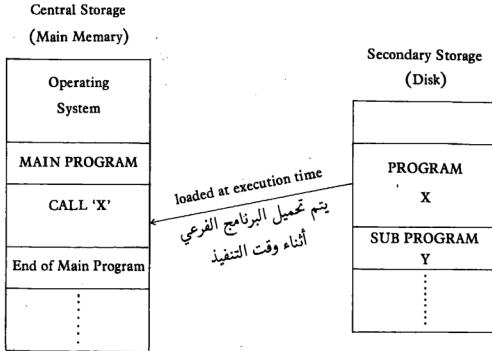 Central Storage
(Main Memary)
Operating
System
MAIN PROGRAM
CALL ‘X’
End of Main Program
loaded at execution time
يتم تحميل البرنامج الفرعي
أثناء وقت التنفيذ
Secondary Storage
(Disk)
PROGRAM
X
SUB PROGRAM
Y